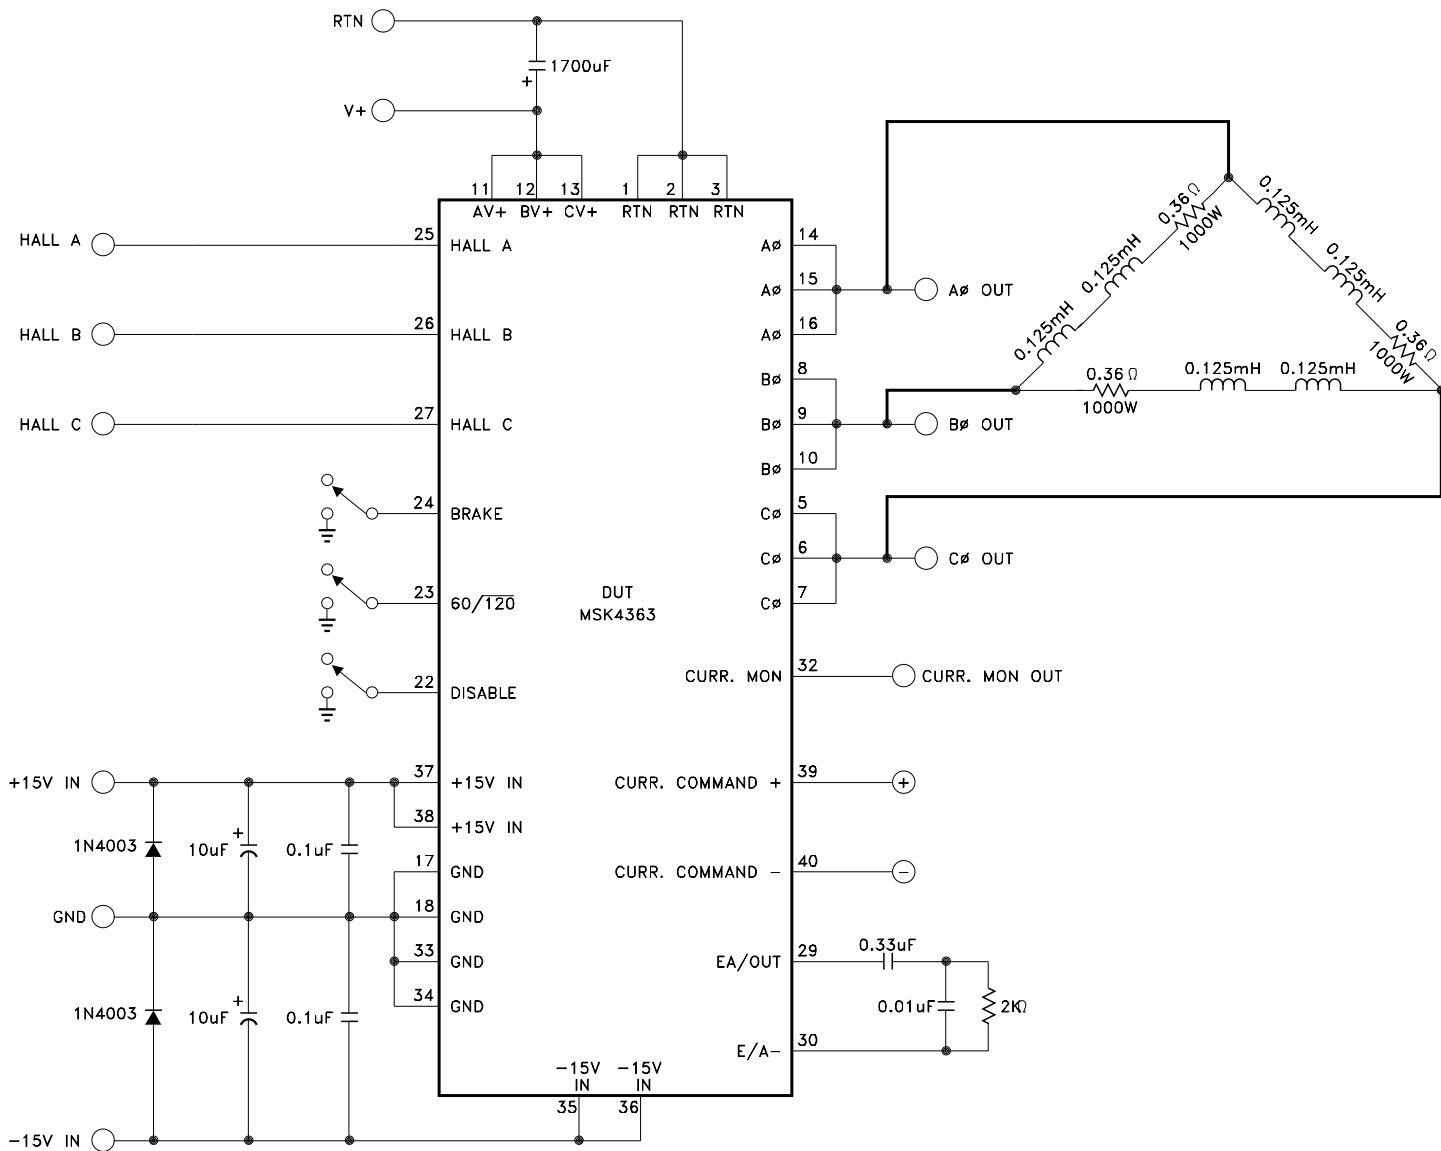 RTN
1700uF
+
V+
11 12 13 1 2 3
AV+ BV+ CV+ RTN RTN RTN
HALL A
25
HALL A
HALL B
26
HALL B
HALL C
27
HALL C
24
BRAKE
23
60/120
22
DISABLE
DUT
MSK4363
14
AØ
15
AØ
AØ OUT
16
AØ
8
BØ
9
BØ
BØ OUT
10
BØ
5
CØ
6
CØ
CØ OUT
7
CØ
0.36Ω
1000W
0.125mH
0.125mH
0.125mH
0.125mH
0.36Ω
1000W
0.36Ω
1000W
0.125mH
0.125mH
CURR. MON
32
CURR. MON OUT
+15V IN
37
+15V IN
38
+15V IN
1N4003
+
10uF
0.1uF
17
GND
GND
18
GND
33
GND
34
GND
1N4003
+
10uF
0.1uF
-15V IN
-15V
IN
-15V
IN
35
36
CURR. COMMAND +
39
+
CURR. COMMAND -
40
-
EA/OUT
29
0.33uF
0.01uF
2KΩ
E/A-
30